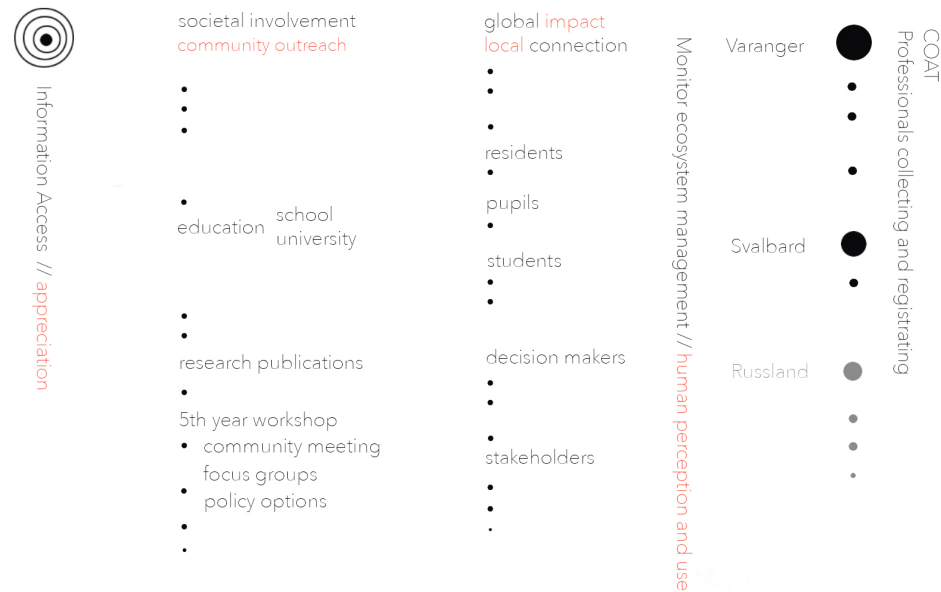 Information Access // appreciation
societal involvement
community outreach
education
school
university
research publications
5th year workshop
community meeting
focus groups
policy options
global impact
local connection
residents
pupils
students
decision makers
stakeholders
Monitor ecosystem management // human perception and use
Varanger
Svalbard
Russland
COAT
Professionals collecting and registrating